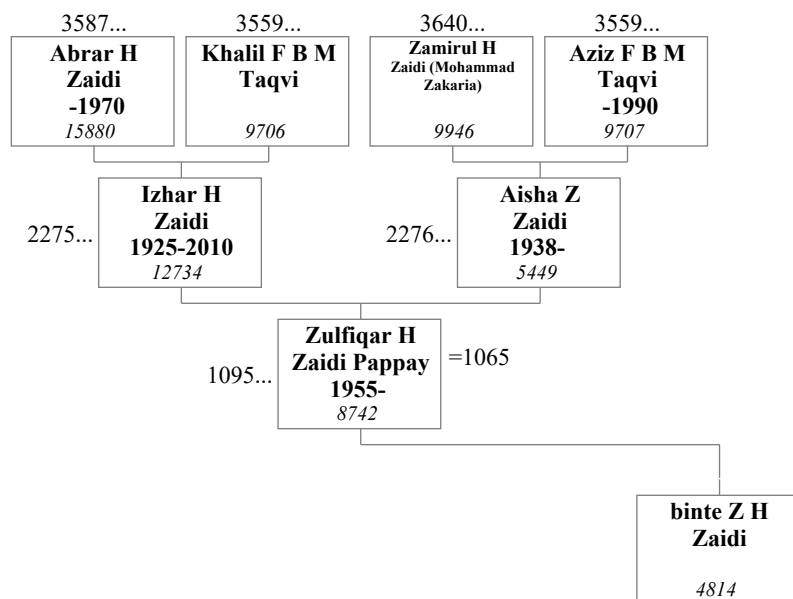 3587...
3559...
3640...
3559...
Abrar H
Zaidi
-1970
15880
Khalil F B M
Taqvi
9706
Zamirul H
Zaidi (Mohammad
Zakaria)
9946
Aziz F B M
Taqvi
-1990
9707
2275...
Izhar H
Zaidi
1925-2010
12734
2276...
Aisha Z
Zaidi
1938-
5449
1095...
Zulfiqar H
Zaidi Pappay
1955-
8742
=1065
binte Z H
Zaidi
4814